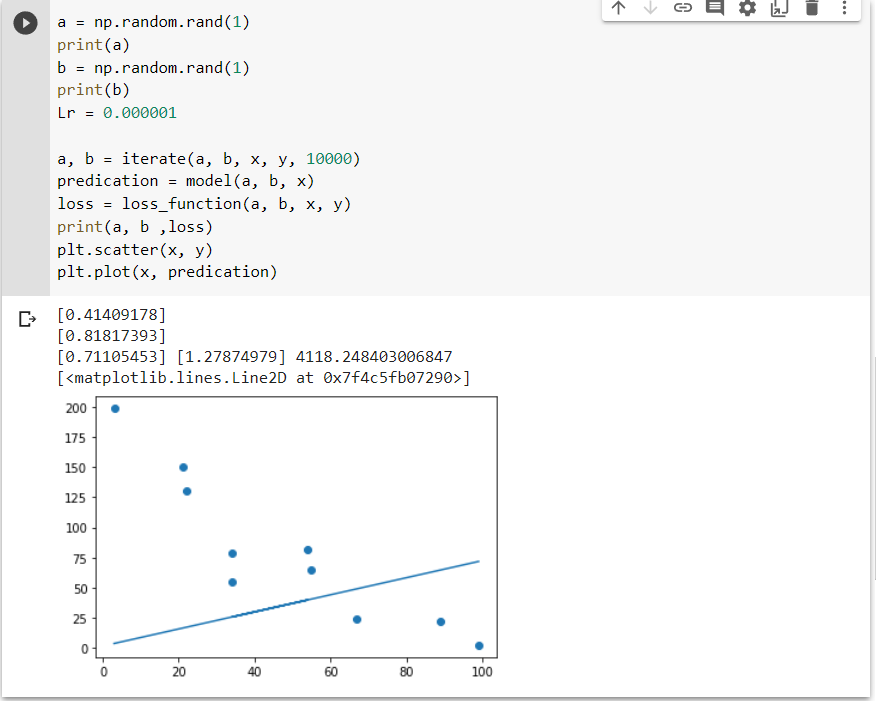 a = np.random.rand(1)
print(a)
b = np.random.rand(1)
print(b)
Lr = 0.000001
a, b = iterate(a, b, x, y, 10000)
predication = model(a, b, x)
loss = loss_function(a, b, x, y)
print(a, b ,loss)
plt.scatter(x, y)
plt.plot(x, predication)
[0.41409178]
[0.81817393]
[0.71105453] [1.27874979] 4118.248403006847
[<matplotlib.lines.Line2D at 0x7f4c5fb07290>]
200
175
150
125
100
75
50
25
0
0 20 40 60 80 100